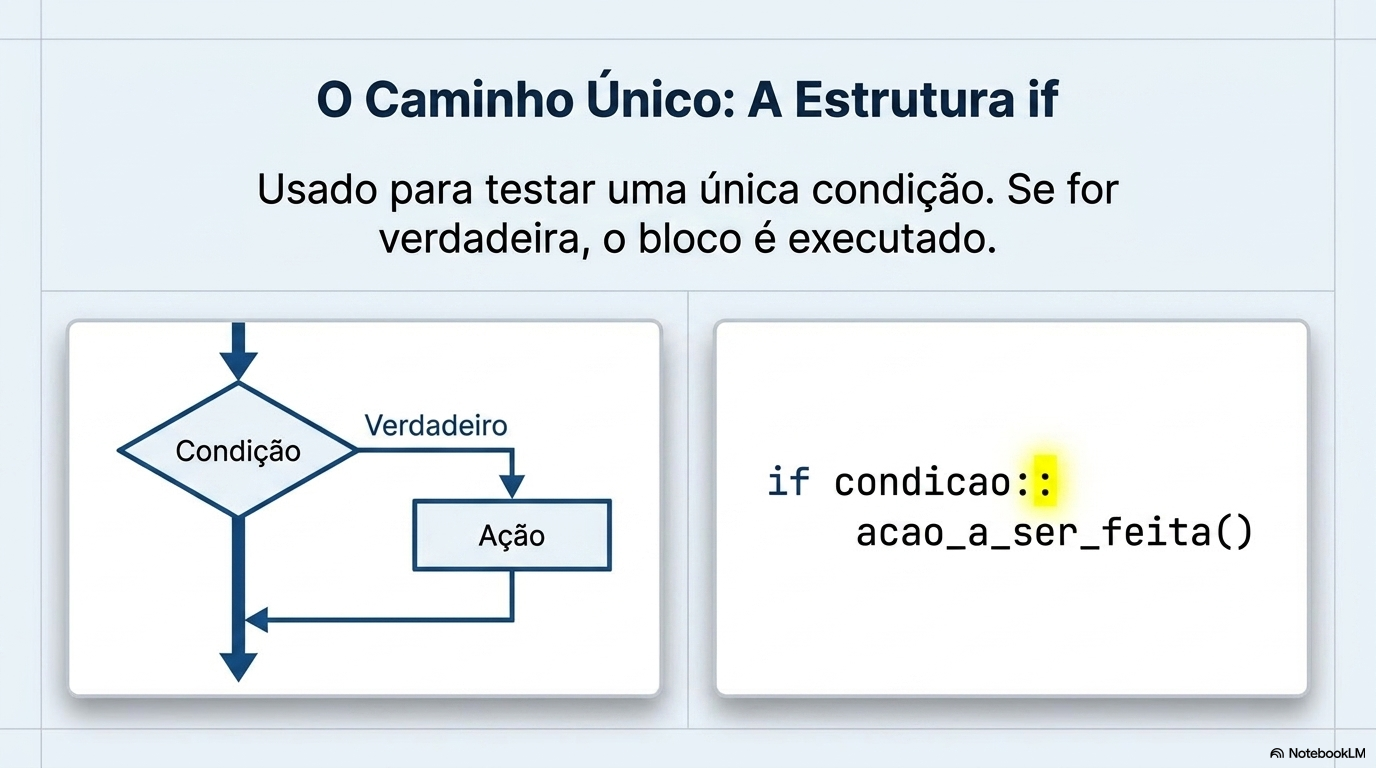 O Caminho Único: A Estrutura if
Usado para testar uma única condição. Se for
verdadeira, o bloco é executado.
Condição
Verdadeiro
Ação
if condicao::
    acao_a_ser_feita()
NotebookLM